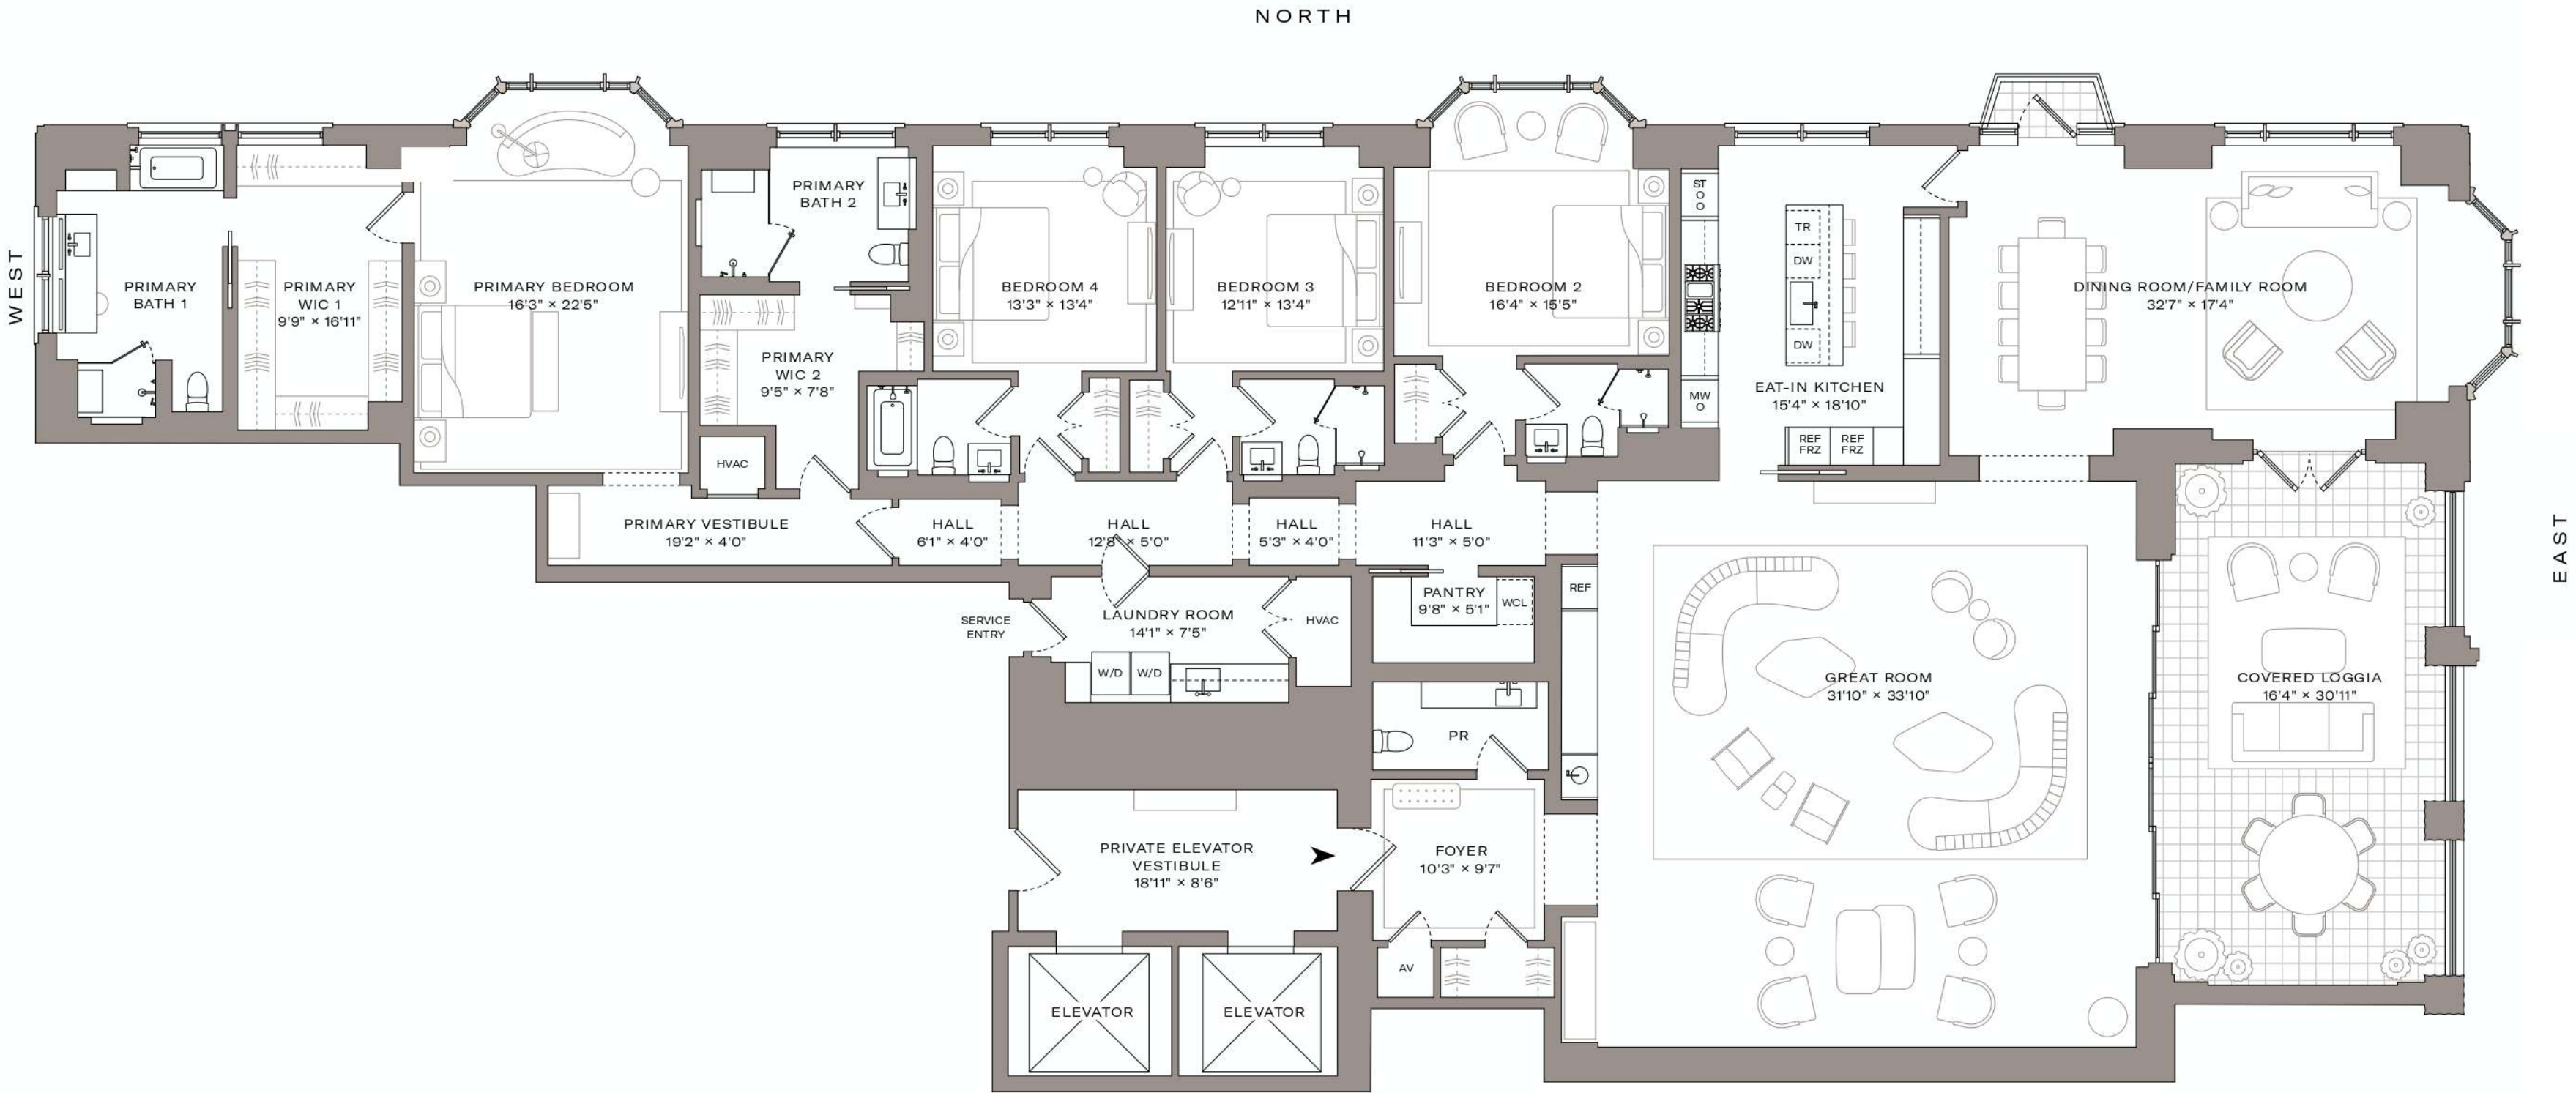 NORTH
WEST
EAST
PRIMARY
BATH 1
PRIMARY
WIC 1
9'9" × 16'11"
PRIMARY BEDROOM
16'3" × 22'5"
PRIMARY
BATH 2
PRIMARY
WIC 2
9'5" × 7'8"
HVAC
BEDROOM 4
13'3" × 13'4"
BEDROOM 3
12'11" × 13'4"
BEDROOM 2
16'4" × 15'5"
ST
O
O
MW
O
TR
DW
DW
EAT-IN KITCHEN
15'4" × 18'10"
REF
FRZ
REF
FRZ
DINING ROOM/FAMILY ROOM
32'7" × 17'4"
PRIMARY VESTIBULE
19'2" × 4'0"
HALL
6'1" × 4'0"
HALL
12'8" × 5'0"
HALL
5'3" × 4'0"
HALL
11'3" × 5'0"
SERVICE
ENTRY
LAUNDRY ROOM
14'1" × 7'5"
W/D
W/D
HVAC
PANTRY
9'8" × 5'1"
WCL
REF
PR
GREAT ROOM
31'10" × 33'10"
COVERED LOGGIA
16'4" × 30'11"
PRIVATE ELEVATOR
VESTIBULE
18'11" × 8'6"
FOYER
10'3" × 9'7"
AV
ELEVATOR
ELEVATOR